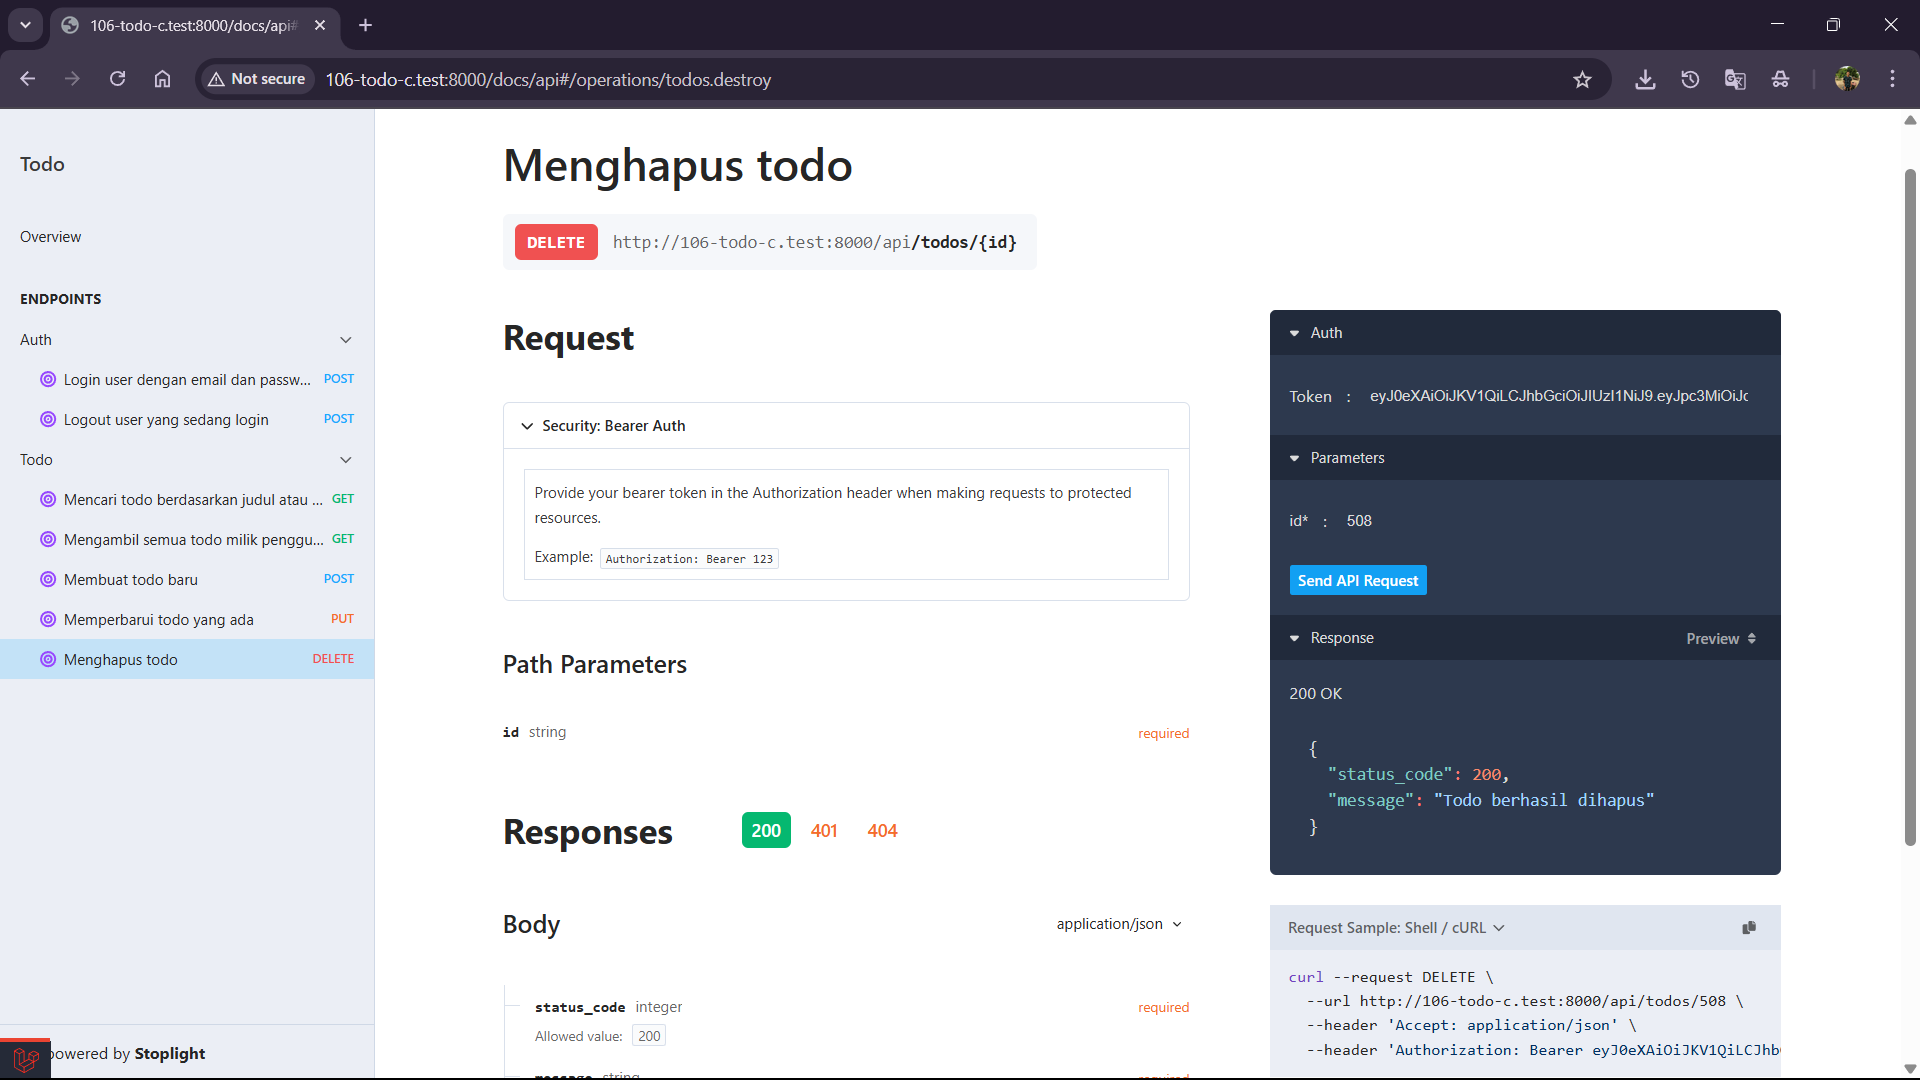 106-todo-c.test:8000/docs/api#
Not secure
106-todo-c.test:8000/docs/api#/operations/todos.destroy
Todo
Overview
ENDPOINTS
Auth
Login user dengan email dan passw... POST
Logout user yang sedang login POST
Todo
Mencari todo berdasarkan judul atau ... GET
Mengambil semua todo milik penggu... GET
Membuat todo baru POST
Memperbarui todo yang ada PUT
Menghapus todo DELETE
powered by Stoplight
Menghapus todo
DELETE http://106-todo-c.test:8000/api/todos/{id}
Request
Security: Bearer Auth
Provide your bearer token in the Authorization header when making requests to protected
resources.
Example: Authorization: Bearer 123
Path Parameters
id string required
Responses 200 401 404
Body application/json
status_code integer required
Allowed value: 200
message string required
Auth
Token : eyJ0eXAiOiJKV1QiLCJhbGciOiJIUzI1NiJ9.eyJpc3MiOiJc
Parameters
id* : 508
Send API Request
Response Preview
200 OK
{
"status_code": 200,
"message": "Todo berhasil dihapus"
}
Request Sample: Shell / cURL
curl --request DELETE \
--url http://106-todo-c.test:8000/api/todos/508 \
--header 'Accept: application/json' \
--header 'Authorization: Bearer eyJ0eXAiOiJKV1QiLCJhb